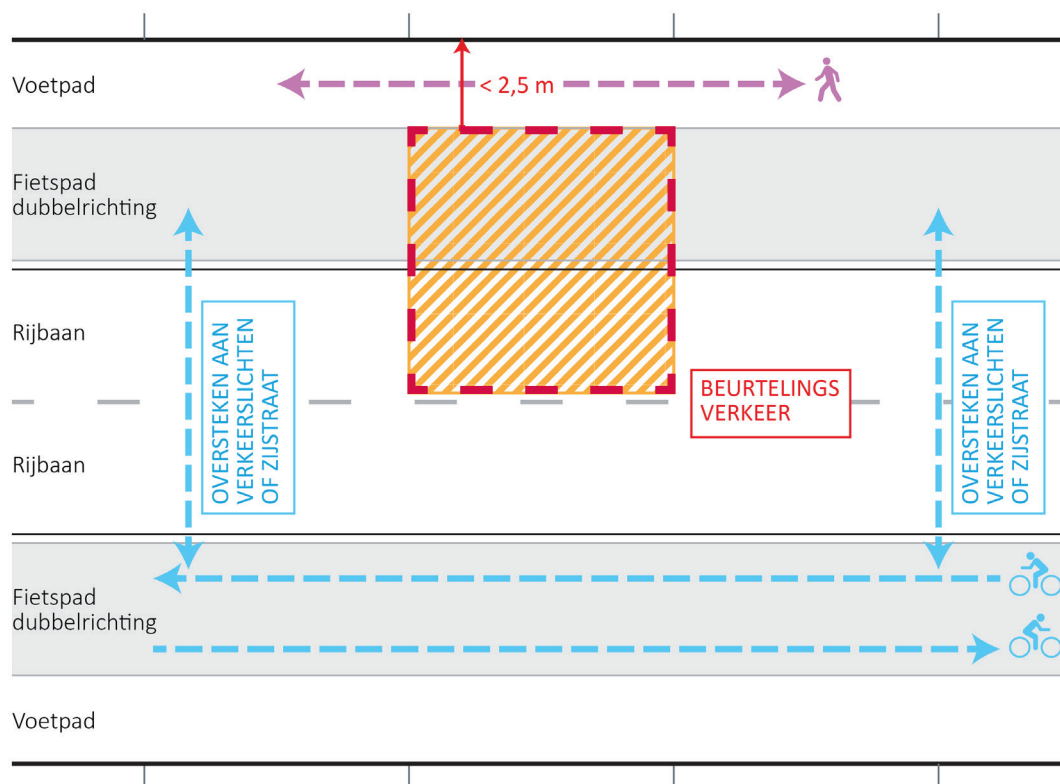 Voetpad
< 2,5 m
Fietspad
dubbelrichting
Rijbaan
OVERSTEKEN AAN
VERKEERSLICHTEN
OF ZIJSTRAAT
OVERSTEKEN AAN
VERKEERSLICHTEN
OF ZIJSTRAAT
BEURTELINGS
VERKEER
Rijbaan
Fietspad
dubbelrichting
Voetpad